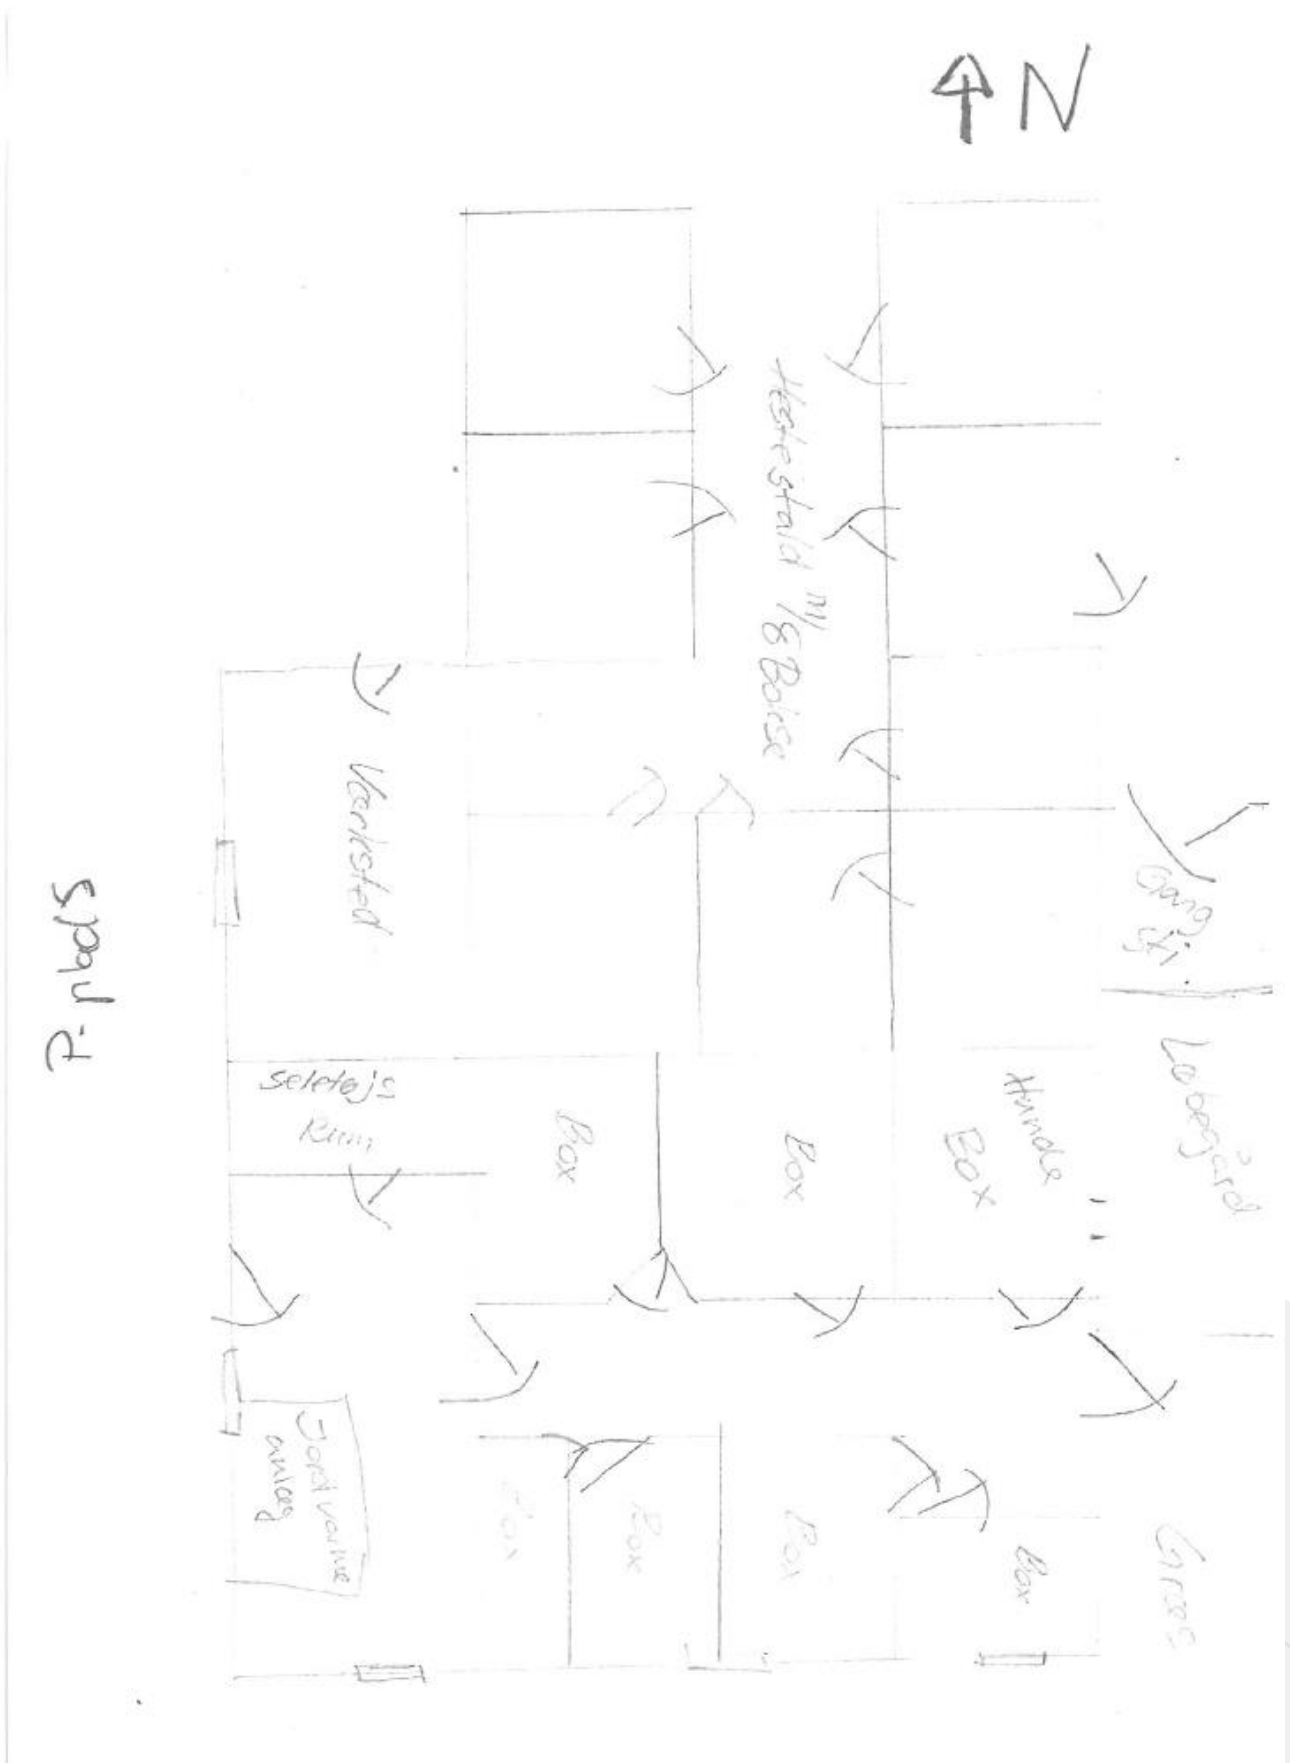 N
Hestestald m/ 8 Bokse
Værksted
Gang
P-plads
Seletøjs
Rum
Box
Box
Hunde
Box
Løbegård
Jordvarme
anlæg
Box
Box
Box
Box
Græs